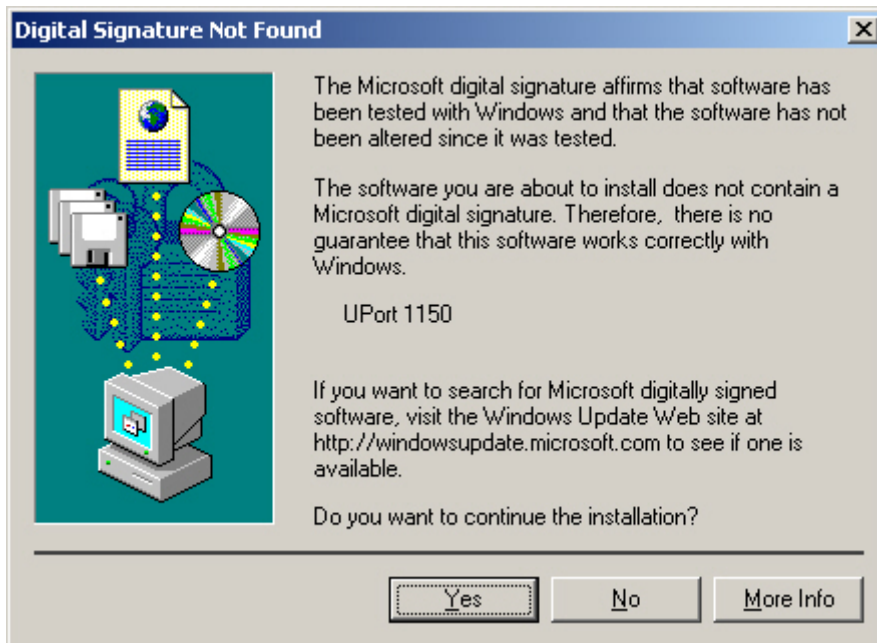 Digital Signature Not Found
The Microsoft digital signature affirms that software has
been tested with Windows and that the software has not
been altered since it was tested.
The software you are about to install does not contain a
Microsoft digital signature. Therefore,  there is no
guarantee that this software works correctly with
Windows.
UPort 1150
If you want to search for Microsoft digitally signed
software, visit the Windows Update Web site at
http://windowsupdate.microsoft.com to see if one is
available.
Do you want to continue the installation?
Yes No More Info